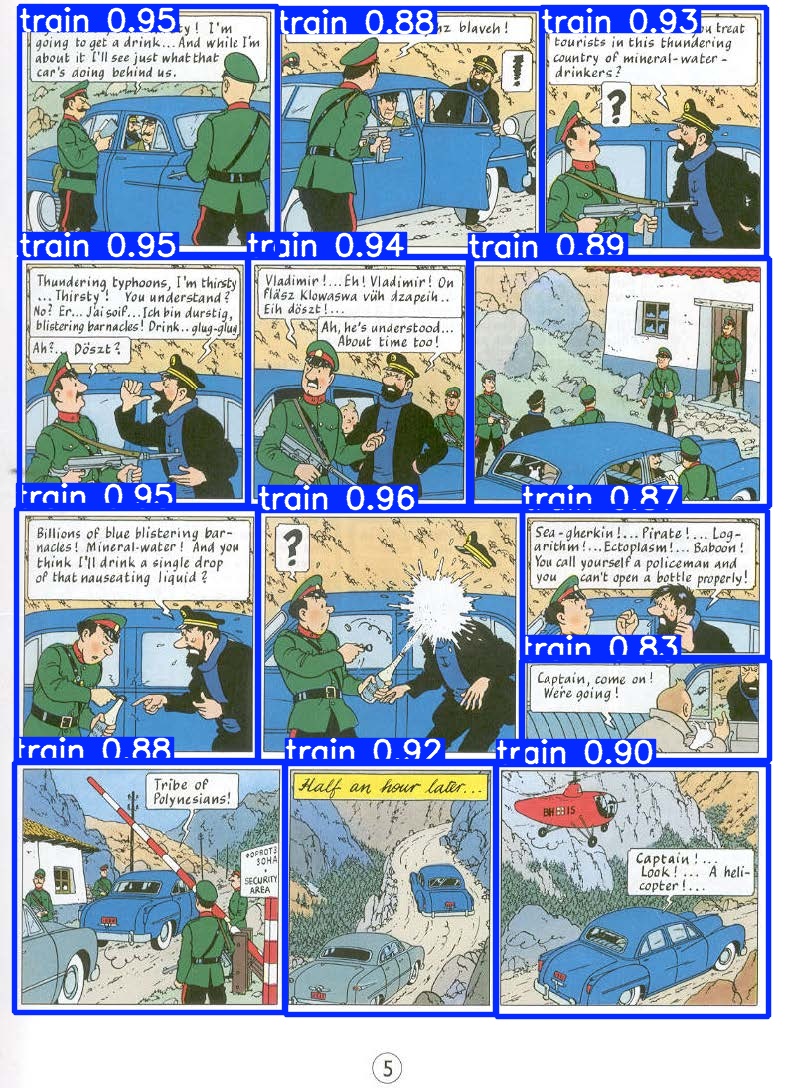 train 0.95
y! I'm
going to get a drink... And while I'm
about it I'll see just what that
car's doing behind us.
train 0.88
nz blaveh!
!
train 0.93
you treat
tourists in this thundering
country of mineral-water-
drinkers?
?
train 0.95
Thundering typhoons, I'm thirsty
... Thirsty! You understand?
No? Er... J'ai soif... Ich bin durstig,
blistering barnacles! Drink.. glug-glug
Ah?... Döszt?
train 0.94
Vladimir!... Eh! Vladimir! On
fläsz Klowaswa vüh dzapeih..
Eih döszt!...
Ah, he's understood...
About time too!
train 0.89
train 0.95
Billions of blue blistering bar-
nacles! Mineral-water! And you
think I'll drink a single drop
of that nauseating liquid?
train 0.96
?
train 0.87
Sea-gherkin!... Pirate!... Log-
arithm!... Ectoplasm!... Baboon!
You call yourself a policeman and
you can't open a bottle properly!
train 0.83
Captain, come on!
We're going!
train 0.88
Tribe of
Polynesians!
ЗОНА
SECURITY
AREA
train 0.92
Half an hour later...
train 0.90
BH 15
Captain!...
Look!... A heli-
copter!...
5